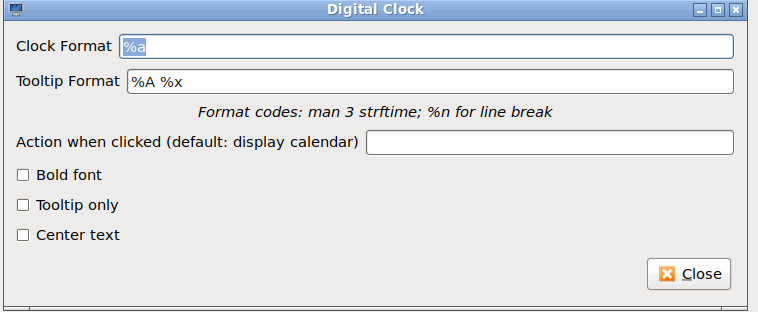 Digital Clock
Clock Format %a
Tooltip Format %A %x
Format codes: man 3 strftime; %n for line break
Action when clicked (default: display calendar)
Bold font
Tooltip only
Center text
Close